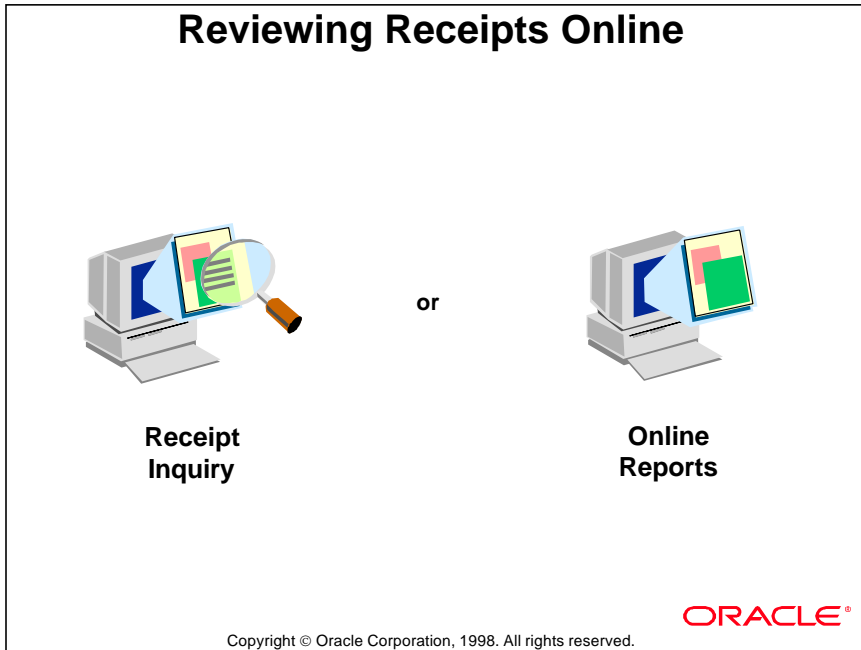 Reviewing Receipts Online
or
Receipt
Inquiry
Online
Reports
ORACLE®
Copyright © Oracle Corporation, 1998. All rights reserved.